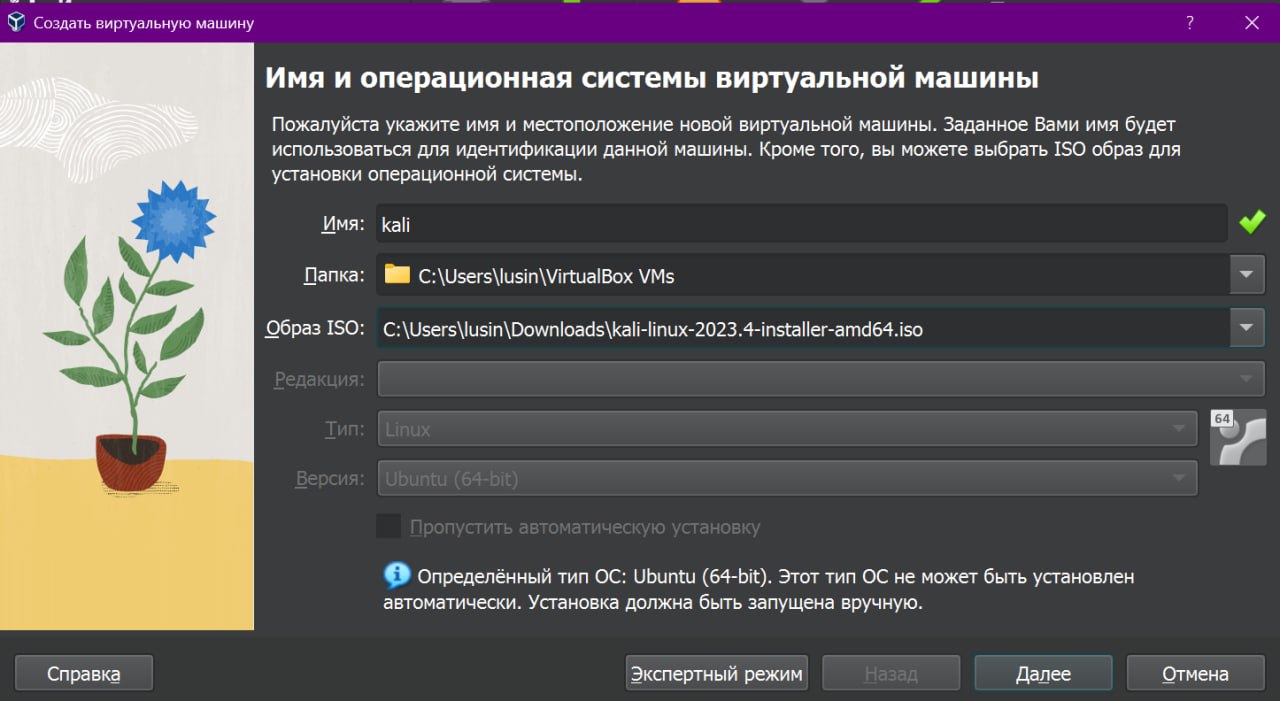 Создать виртуальную машину
?
Имя и операционная системы виртуальной машины
Пожалуйста укажите имя и местоположение новой виртуальной машины. Заданное Вами имя будет
использоваться для идентификации данной машины. Кроме того, вы можете выбрать ISO образ для
установки операционной системы.
Имя: kali
Папка: C:\Users\lusin\VirtualBox VMs
Образ ISO: C:\Users\lusin\Downloads\kali-linux-2023.4-installer-amd64.iso
Редакция:
Тип: Linux 64
Версия: Ubuntu (64-bit)
Пропустить автоматическую установку
Определённый тип ОС: Ubuntu (64-bit). Этот тип ОС не может быть установлен
автоматически. Установка должна быть запущена вручную.
Справка Экспертный режим Назад Далее Отмена